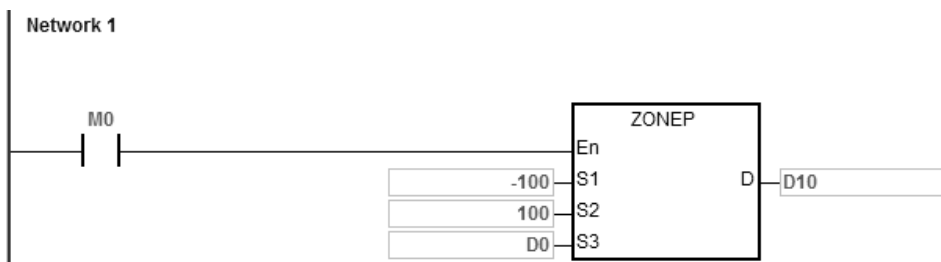 Network 1
M0
ZONEP
En
-100 S1 D D10
100 S2
D0 S3